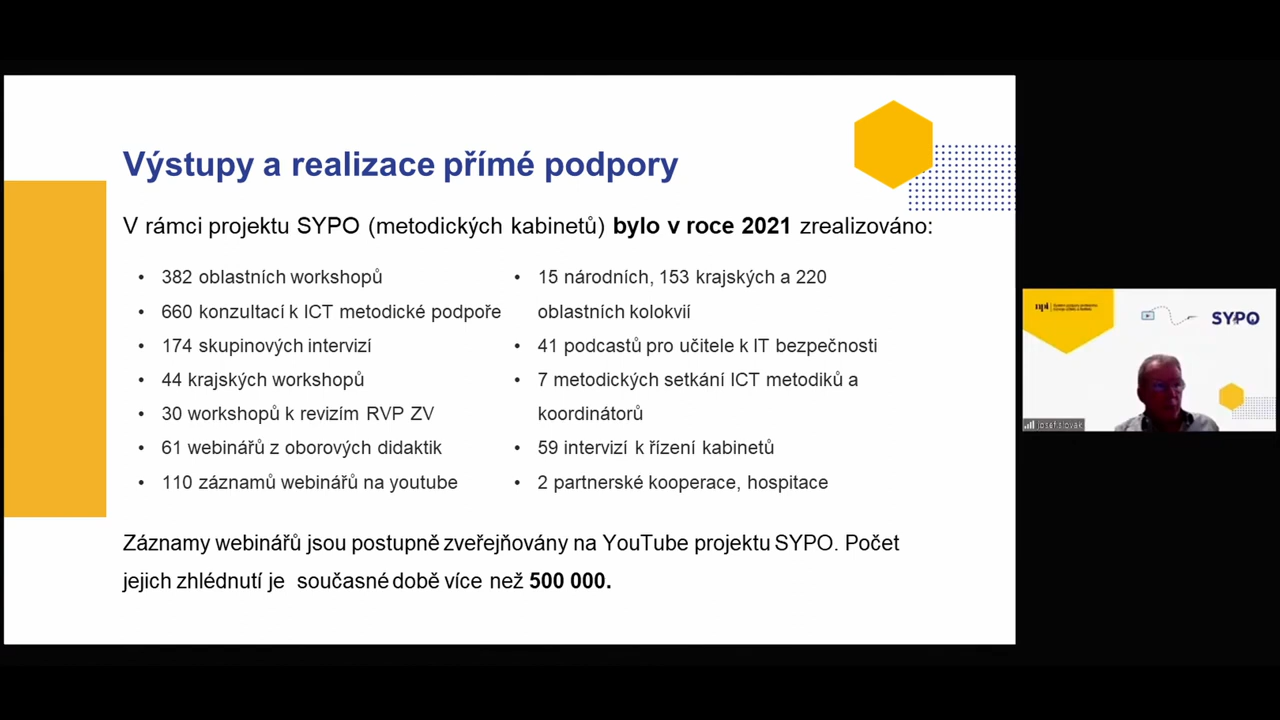 Výstupy a realizace přímé podpory
V rámci projektu SYPO (metodických kabinetů) bylo v roce 2021 zrealizováno:
• 382 oblastních workshopů
• 660 konzultací k ICT metodické podpoře
• 174 skupinových intervizí
• 44 krajských workshopů
• 30 workshopů k revizím RVP ZV
• 61 webinářů z oborových didaktik
• 110 záznamů webinářů na youtube
• 15 národních, 153 krajských a 220
oblastních kolokvií
• 41 podcastů pro učitele k IT bezpečnosti
• 7 metodických setkání ICT metodiků a
koordinátorů
• 59 intervizí k řízení kabinetů
• 2 partnerské kooperace, hospitace
Záznamy webinářů jsou postupně zveřejňovány na YouTube projektu SYPO. Počet
jejich zhlédnutí je současné době více než 500 000.
npi
SYPO
josef slovák